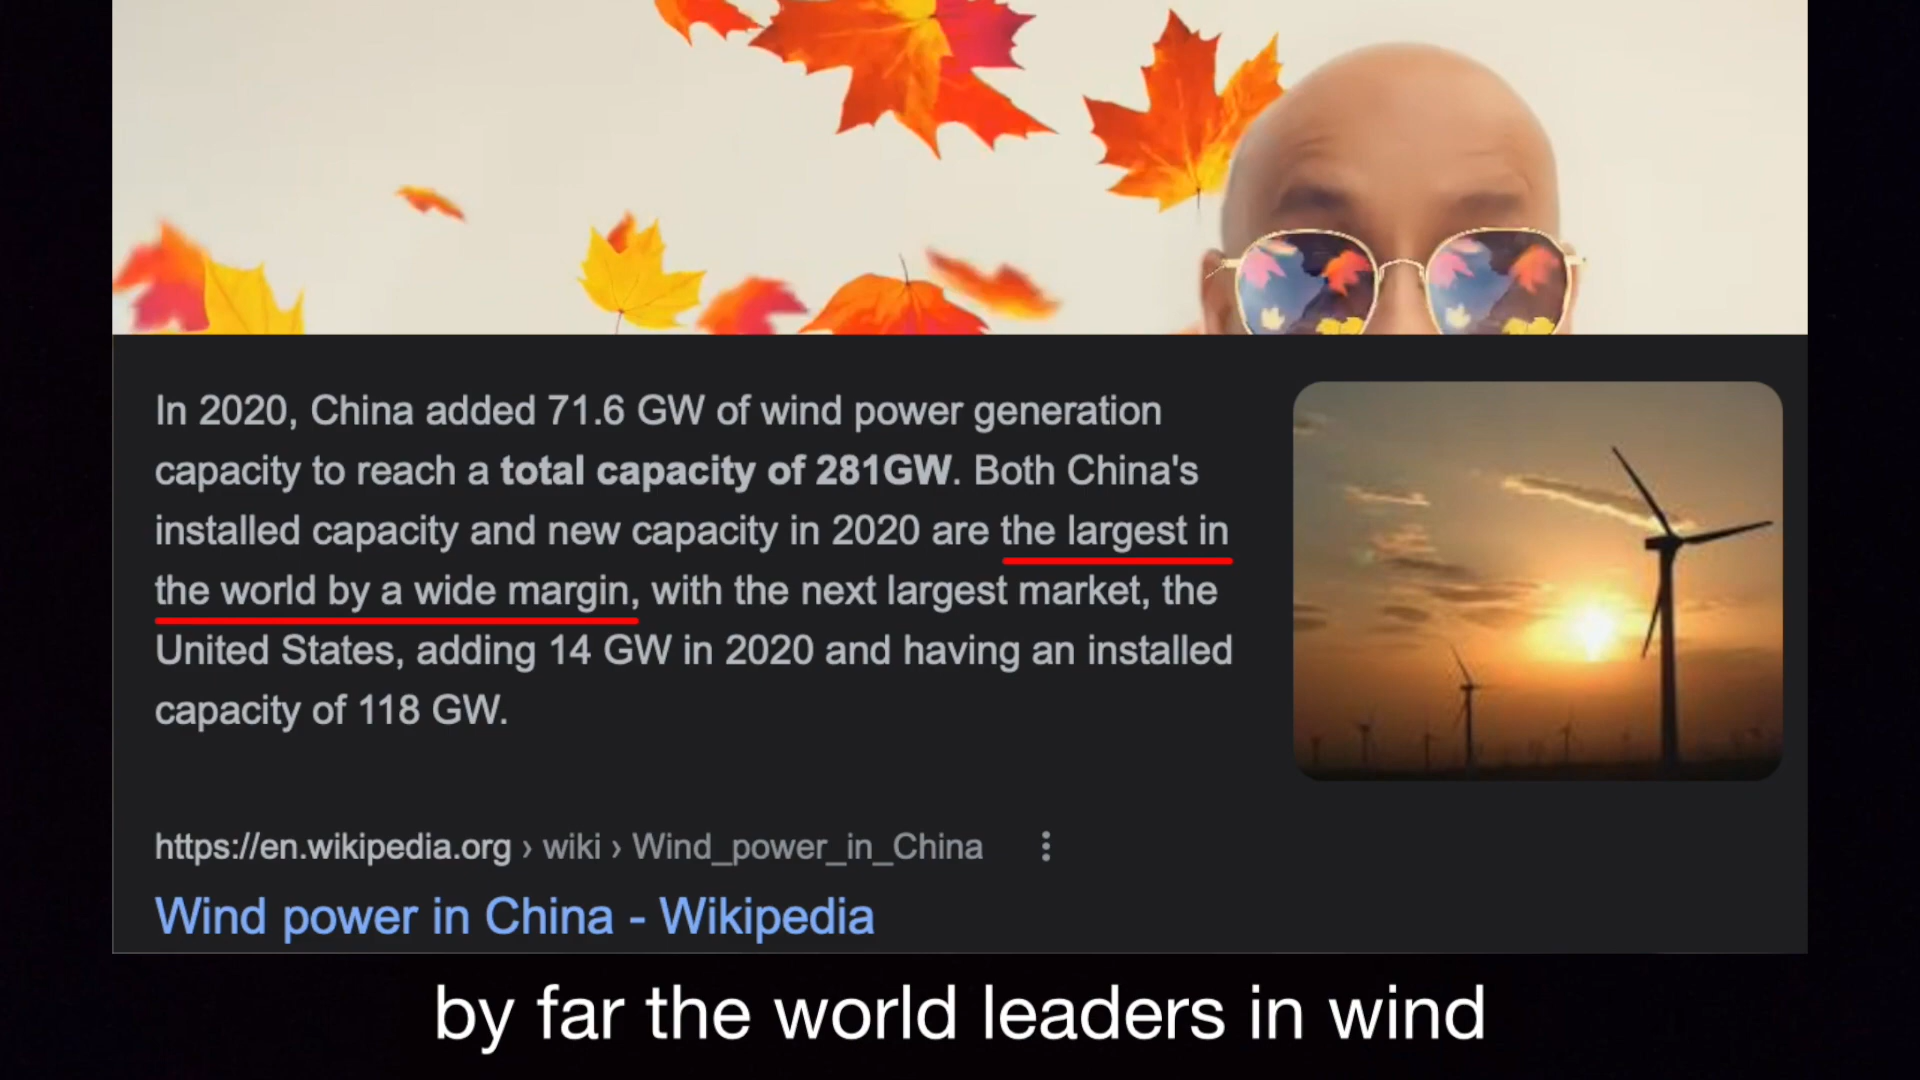 In 2020, China added 71.6 GW of wind power generation
capacity to reach a total capacity of 281GW. Both China's
installed capacity and new capacity in 2020 are the largest in
the world by a wide margin, with the next largest market, the
United States, adding 14 GW in 2020 and having an installed
capacity of 118 GW.
https://en.wikipedia.org › wiki › Wind_power_in_China
Wind power in China - Wikipedia
by far the world leaders in wind